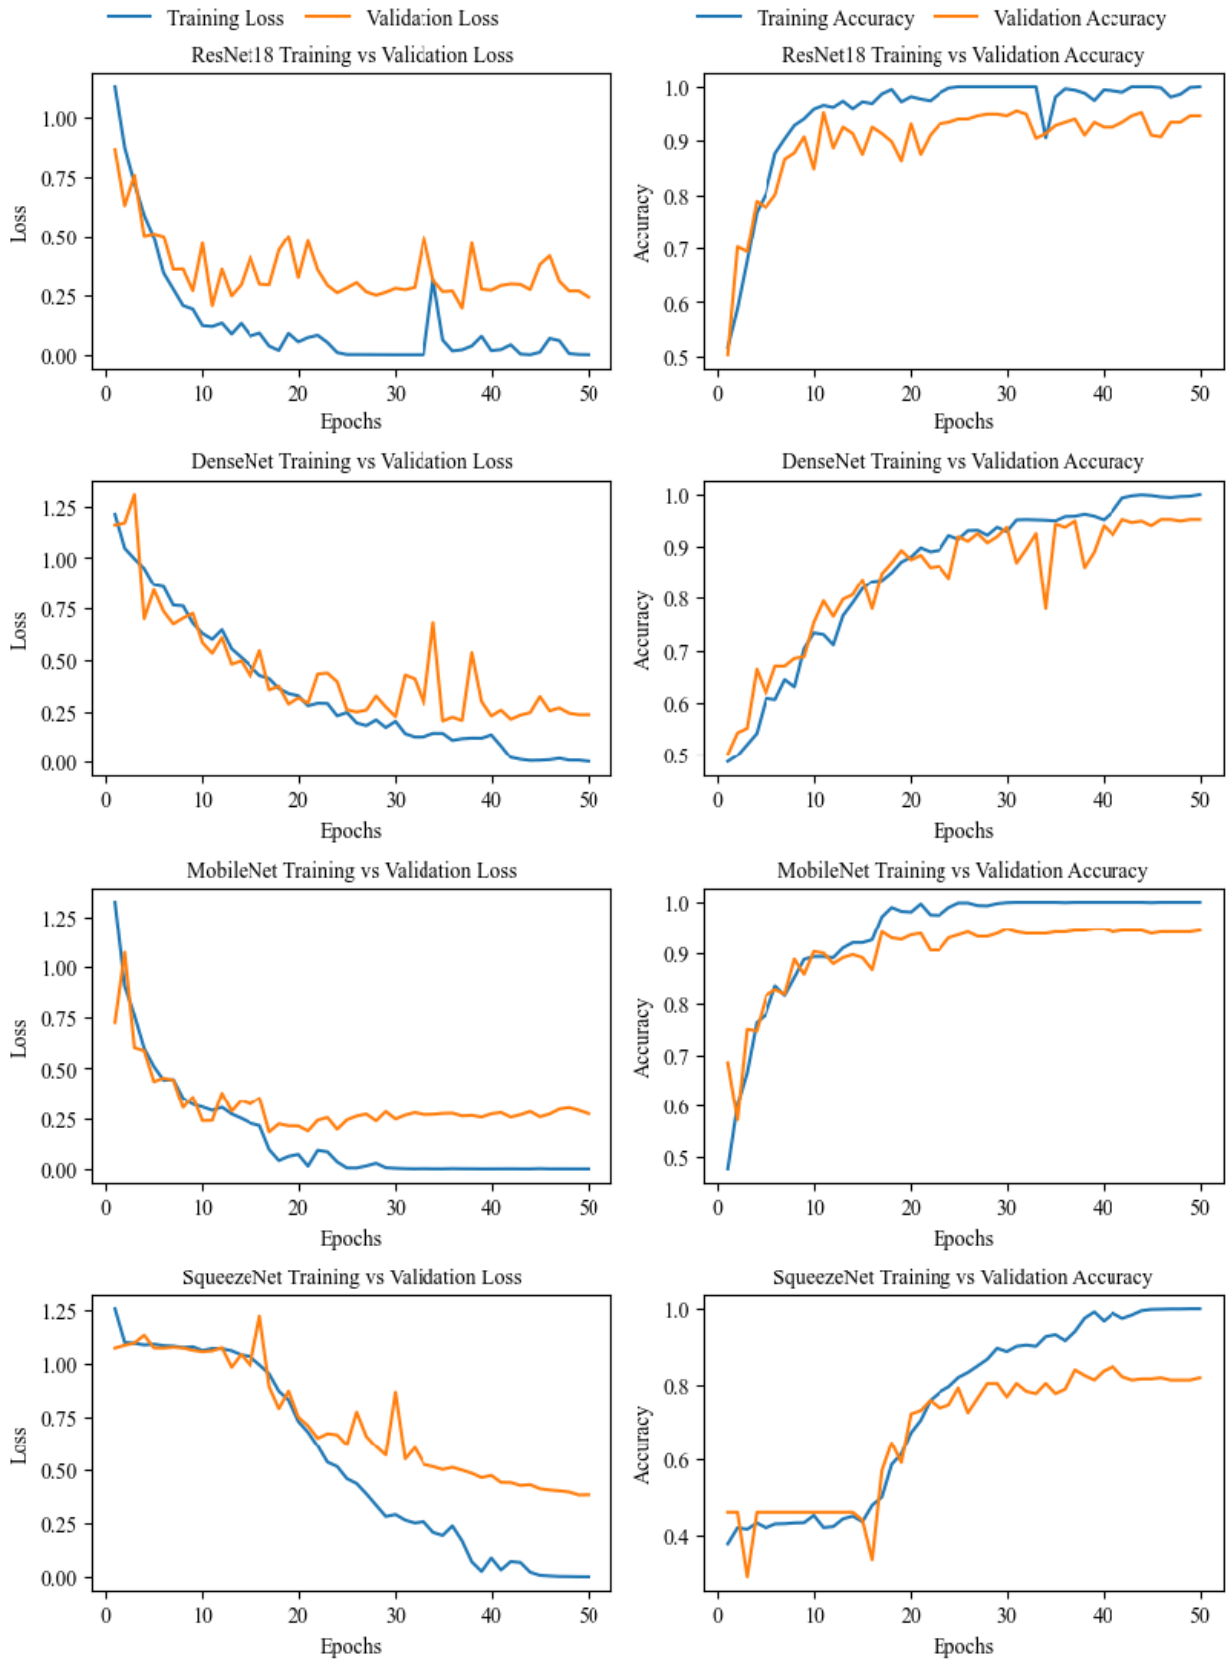 Training Loss Validation Loss Training Accuracy Validation Accuracy
ResNet18 Training vs Validation Loss
1.00
0.75
0.50
0.25
0.00
Loss
0 10 20 30 40 50
Epochs
ResNet18 Training vs Validation Accuracy
1.0
0.9
0.8
0.7
0.6
0.5
Accuracy
0 10 20 30 40 50
Epochs
DenseNet Training vs Validation Loss
1.25
1.00
0.75
0.50
0.25
0.00
Loss
0 10 20 30 40 50
Epochs
DenseNet Training vs Validation Accuracy
1.0
0.9
0.8
0.7
0.6
0.5
Accuracy
0 10 20 30 40 50
Epochs
MobileNet Training vs Validation Loss
1.25
1.00
0.75
0.50
0.25
0.00
Loss
0 10 20 30 40 50
Epochs
MobileNet Training vs Validation Accuracy
1.0
0.9
0.8
0.7
0.6
0.5
Accuracy
0 10 20 30 40 50
Epochs
SqueezeNet Training vs Validation Loss
1.25
1.00
0.75
0.50
0.25
0.00
Loss
0 10 20 30 40 50
Epochs
SqueezeNet Training vs Validation Accuracy
1.0
0.8
0.6
0.4
Accuracy
0 10 20 30 40 50
Epochs